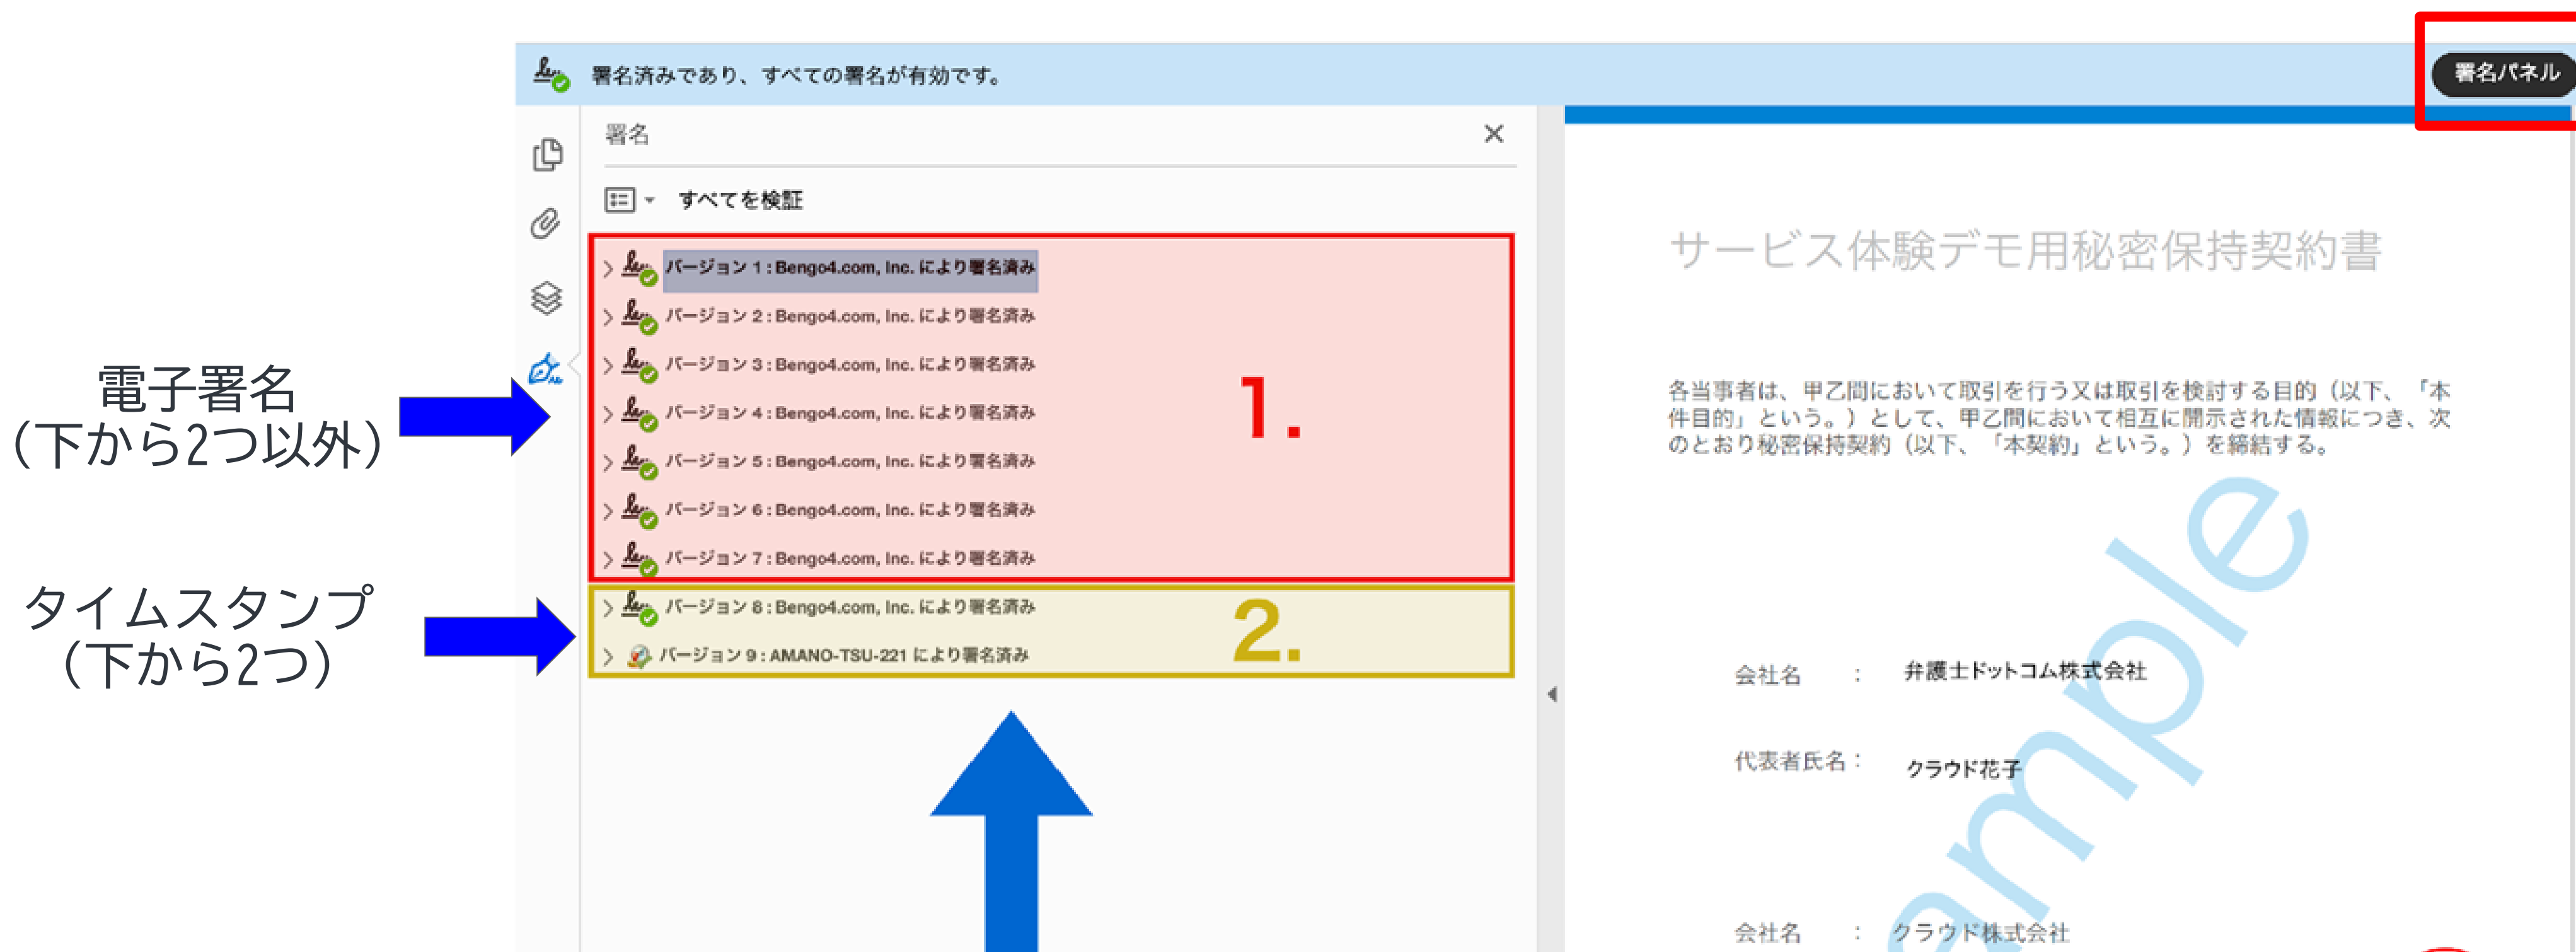 署名済みであり、すべての署名が有効です。
署名パネル
署名
すべてを検証
バージョン 1 : Bengo4.com, Inc. により署名済み
バージョン 2 : Bengo4.com, Inc. により署名済み
バージョン 3 : Bengo4.com, Inc. により署名済み
バージョン 4 : Bengo4.com, Inc. により署名済み
バージョン 5 : Bengo4.com, Inc. により署名済み
バージョン 6 : Bengo4.com, Inc. により署名済み
バージョン 7 : Bengo4.com, Inc. により署名済み
1.
バージョン 8 : Bengo4.com, Inc. により署名済み
バージョン 9 : AMANO-TSU-221 により署名済み
2.
電子署名
(下から2つ以外)
タイムスタンプ
(下から2つ)
サービス体験デモ用秘密保持契約書
各当事者は、甲乙間において取引を行う又は取引を検討する目的（以下、「本
件目的」という。）として、甲乙間において相互に開示された情報につき、次
のとおり秘密保持契約（以下、「本契約」という。）を締結する。
会社名 ： 弁護士ドットコム株式会社
代表者氏名： クラウド花子
会社名 ： クラウド株式会社
ample